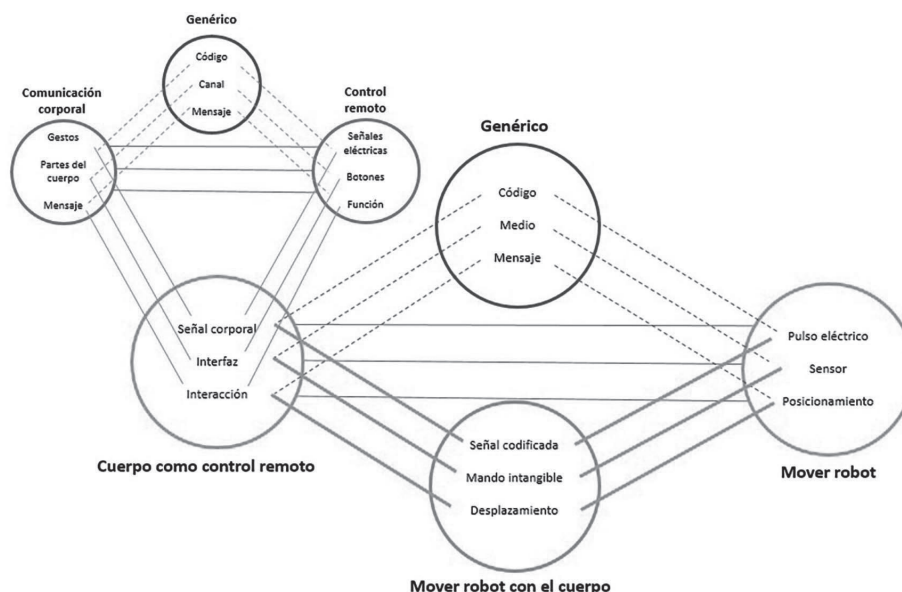 Genérico
Código
Canal
Mensaje
Comunicación
corporal
Gestos
Partes del
cuerpo
Mensaje
Control
remoto
Señales
eléctricas
Botones
Función
Genérico
Código
Medio
Mensaje
Señal corporal
Interfaz
Interacción
Cuerpo como control remoto
Pulso eléctrico
Sensor
Posicionamiento
Mover robot
Señal codificada
Mando intangible
Desplazamiento
Mover robot con el cuerpo